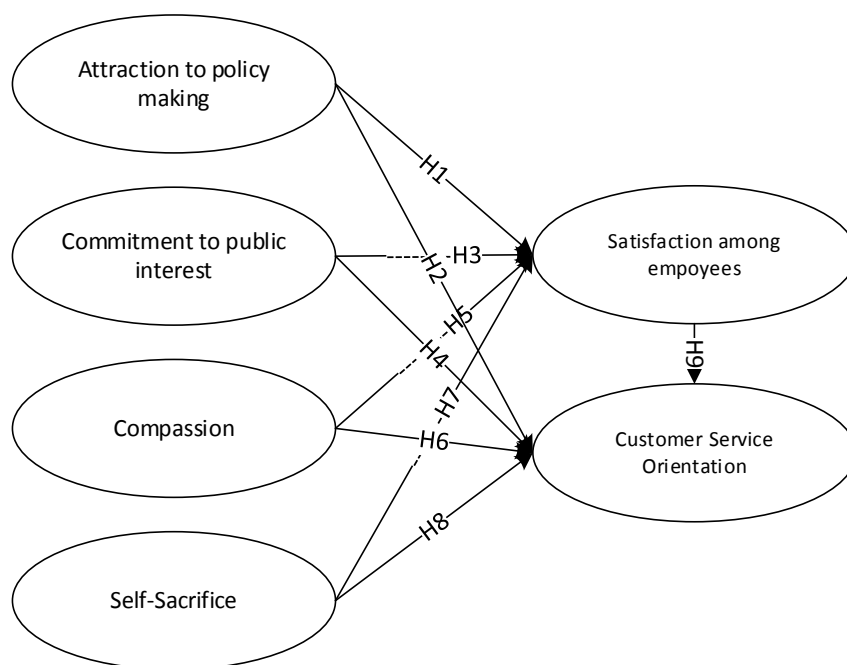 Attraction to policy
making
H1
Commitment to public
interest
H2
H3
Satisfaction among
empoyees
H5
H4
H9
H7
Compassion
H6
Customer Service
Orientation
H8
Self-Sacrifice